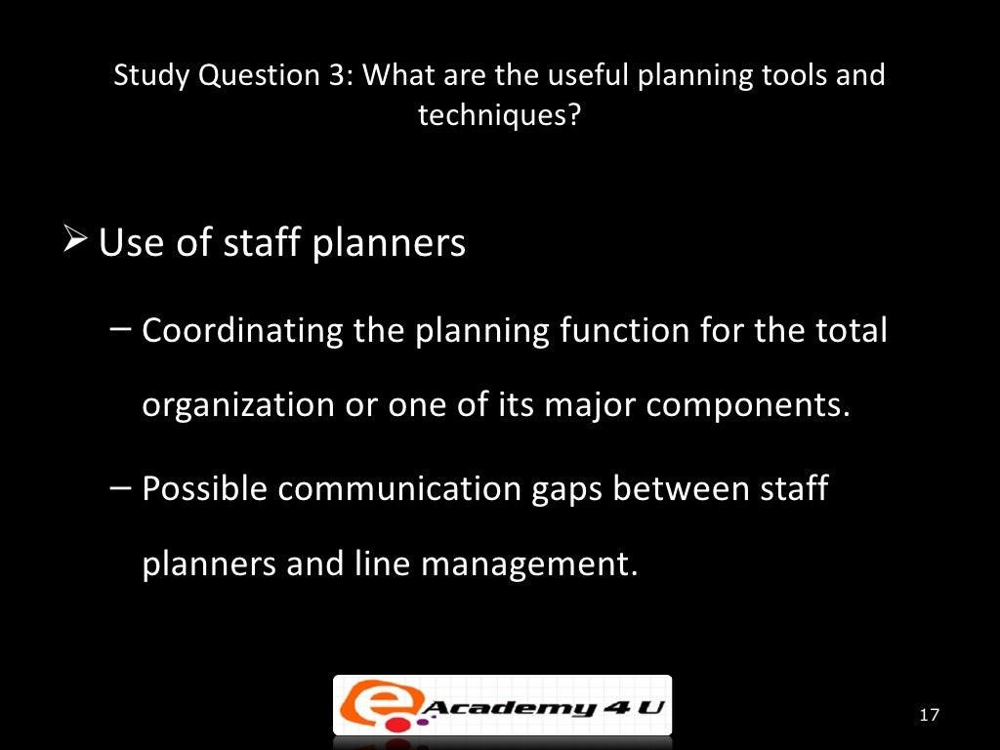 Study Question 3: What are the useful planning tools and
techniques?
➢ Use of staff planners
– Coordinating the planning function for the total
organization or one of its major components.
– Possible communication gaps between staff
planners and line management.
eAcademy 4 U
17